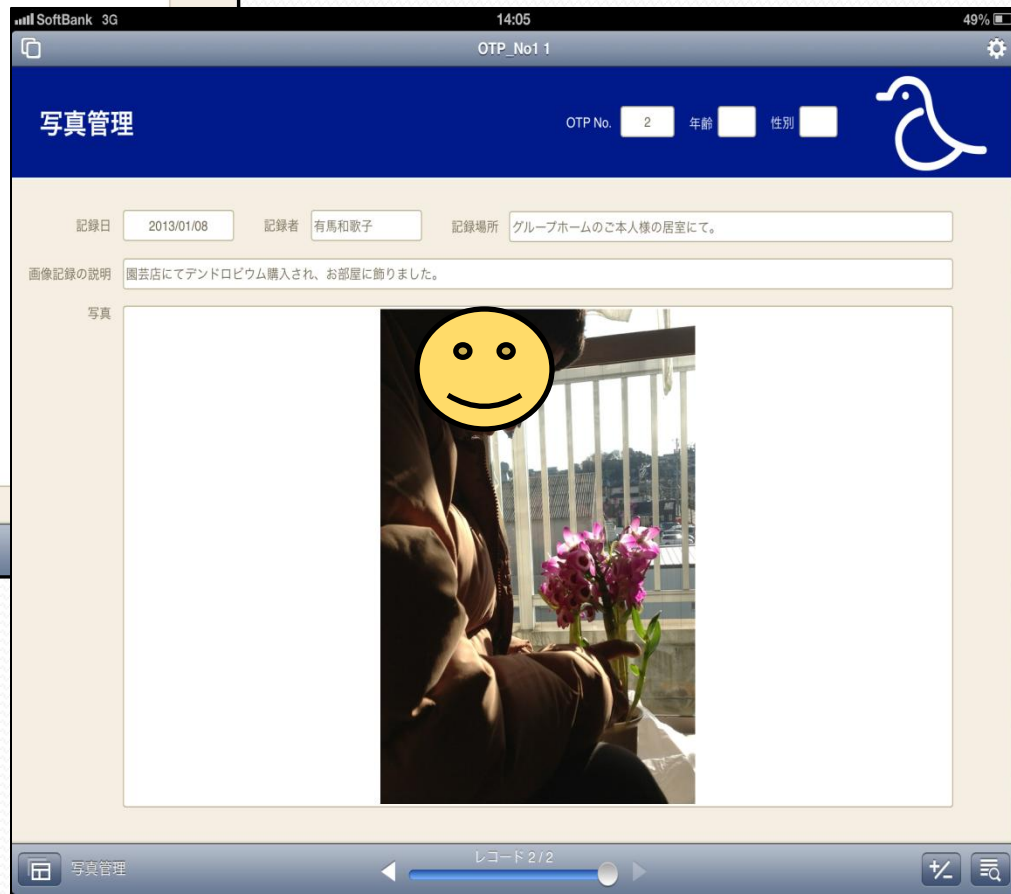 SoftBank 3G 14:05 49%
OTP_No1 1
写真管理 OTP No. 2 年齢 性別
記録日 2013/01/08 記録者 有馬和歌子 記録場所 グループホームのご本人様の居室にて。
画像記録の説明 園芸店にてデンドロビウム購入され、お部屋に飾りました。
写真
写真管理 レコード 2 / 2